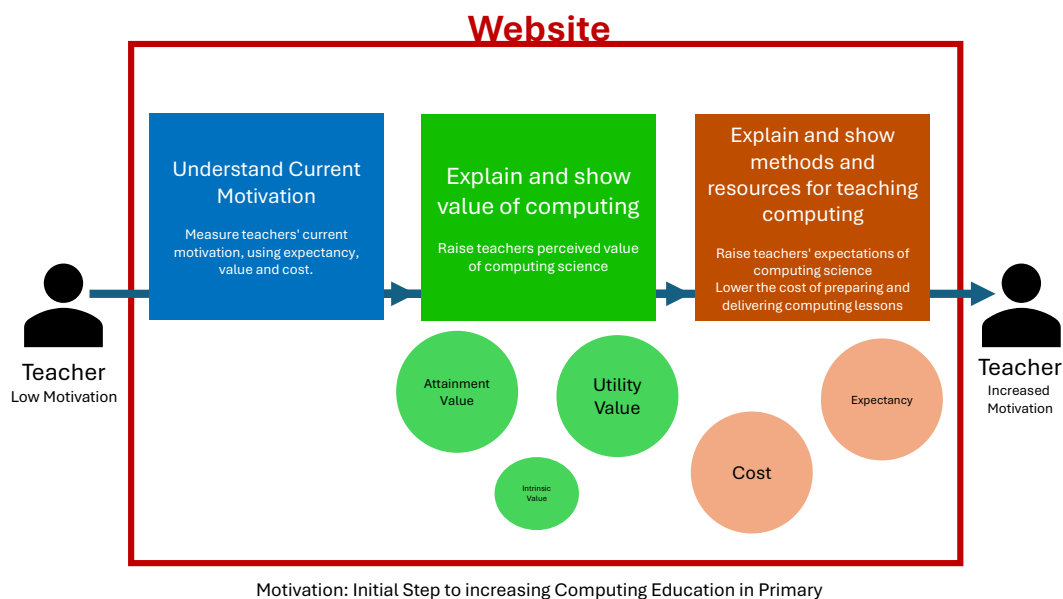 Website
Understand Current
Motivation
Measure teachers' current
motivation, using expectancy,
value and cost.
Explain and show
value of computing
Raise teachers perceived value
of computing science
Explain and show
methods and
resources for teaching
computing
Raise teachers' expectations of
computing science
Lower the cost of preparing and
delivering computing lessons
Teacher
Low Motivation
Teacher
Increased
Motivation
Attainment
Value
Utility
Value
Intrinsic
Value
Cost
Expectancy
Motivation: Initial Step to increasing Computing Education in Primary